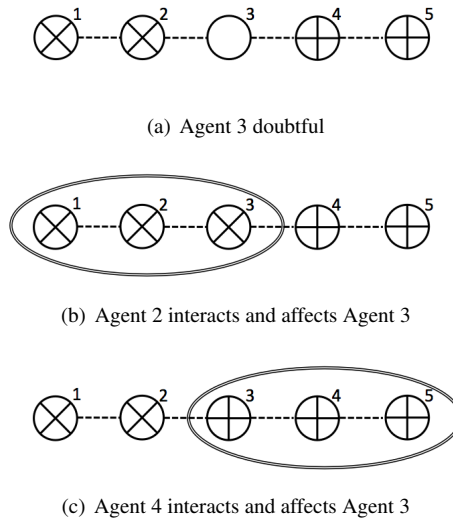 1 2 3 4 5
(a) Agent 3 doubtful
1 2 3 4 5
(b) Agent 2 interacts and affects Agent 3
1 2 3 4 5
(c) Agent 4 interacts and affects Agent 3